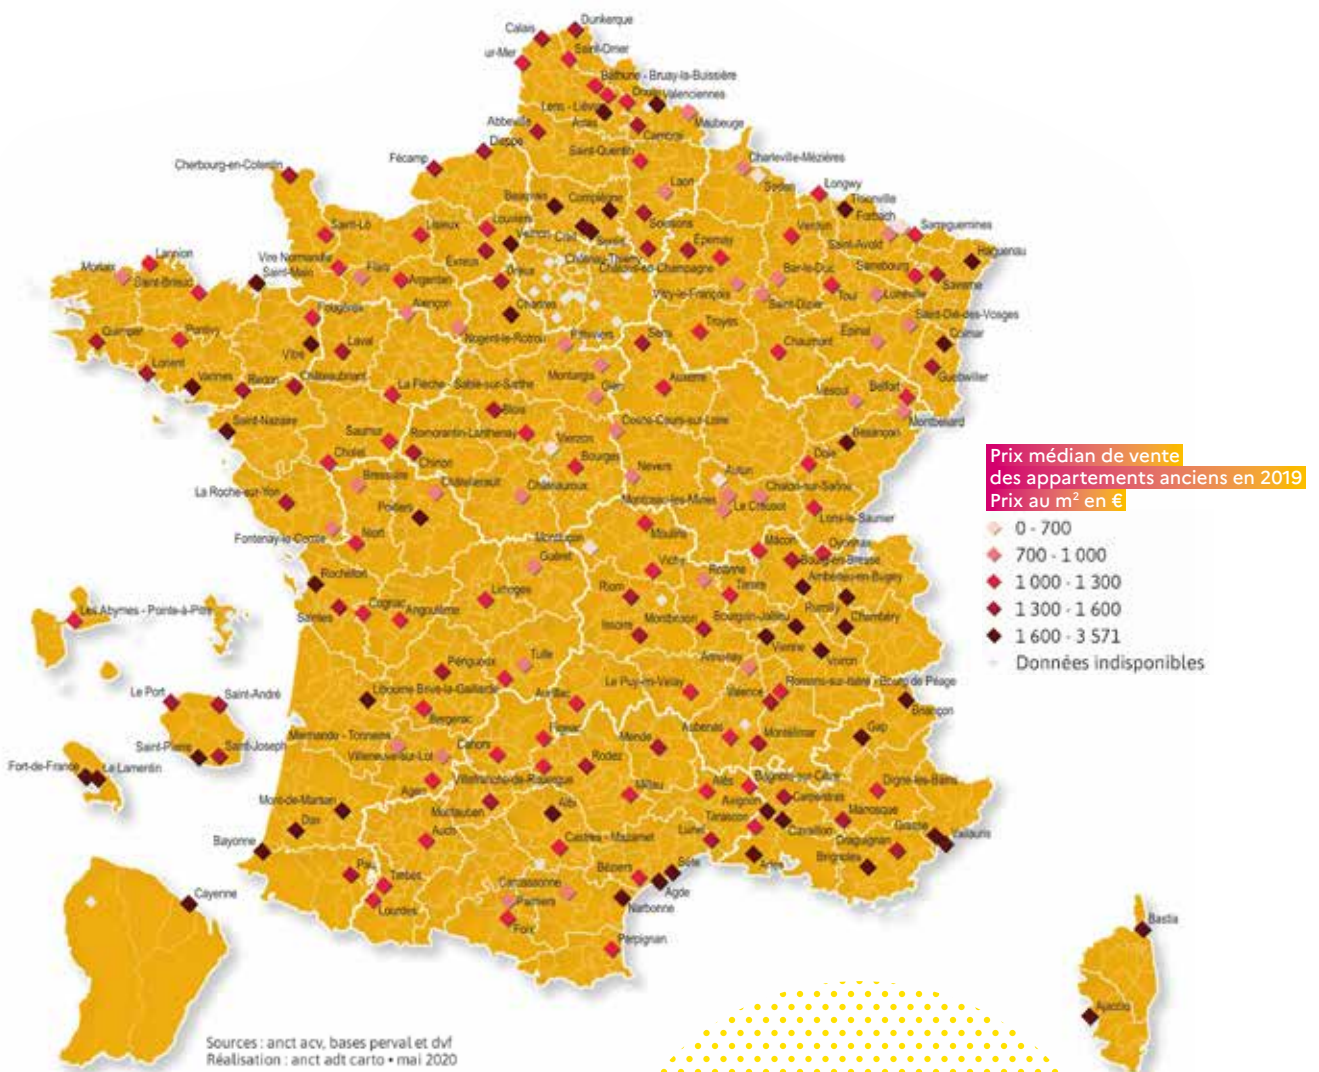 Dunkerque
Calais
Saint-Omer
ur-Mer
Béthune - Bruay-la-Buissière
Douai
Valenciennes
Lens - Liévin
Maubeuge
Abbeville
Arras
Cambrai
Dieppe
Saint-Quentin
Charleville-Mézières
Fécamp
Cherbourg-en-Cotentin
Laon
Sedan
Longwy
Beauvais
Compiègne
Thionville
Forbach
Saint-Lô
Lisieux
Louviers
Vernon
Creil
Soissons
Epernay
Verdun
Saint-Avold
Sarreguemines
Haguenau
Lannion
Morlaix
Saint-Brieuc
Vire Normandie
Saint-Malo
Flers
Argentan
Evreux
Dreux
Château-Thierry
Châlons-en-Champagne
Bar-le-Duc
Sarrebourg
Saverne
Vitry-le-François
Saint-Dizier
Toul
Lunéville
Fougères
Alençon
Chartres
Saint-Dié-des-Vosges
Quimper
Pontivy
Vitré
Laval
Nogent-le-Rotrou
Pithiviers
Sens
Troyes
Chaumont
Epinal
Colmar
Lorient
Vannes
Redon
Châteaubriant
La Flèche - Sablé-sur-Sarthe
Montargis
Gien
Auxerre
Vesoul
Belfort
Guebwiller
Montbéliard
Saint-Nazaire
Blois
Saumur
Romorantin-Lanthenay
Vierzon
Cosne-Cours-sur-Loire
Besançon
Cholet
Chinon
Bourges
Nevers
Autun
Dole
Bressuire
Châtellerault
Châteauroux
Chalon-sur-Saône
La Roche-sur-Yon
Poitiers
Montceau-les-Mines
Le Creusot
Lons-le-Saunier
Fontenay-le-Comte
Niort
Montluçon
Moulins
Mâcon
Oyonnax
Bourg-en-Bresse
Guéret
Vichy
Roanne
Ambérieu-en-Bugey
Rochefort
Limoges
Riom
Tarare
Rumilly
Saintes
Cognac
Angoulême
Issoire
Montbrison
Bourgoin-Jallieu
Chambéry
Les Abymes - Pointe-à-Pitre
Vienne
Voiron
Périgueux
Tulle
Annonay
Le Port
Saint-André
Libourne
Brive-la-Gaillarde
Aurillac
Le Puy-en-Velay
Valence
Romans-sur-Isère - Bourg de Péage
Briançon
Bergerac
Saint-Pierre
Saint-Joseph
Marmande - Tonneins
Villeneuve-sur-Lot
Cahors
Figeac
Mende
Aubenas
Montélimar
Gap
Fort-de-France
Le Lamentin
Villefranche-de-Rouergue
Rodez
Agen
Millau
Alès
Bagnols-sur-Cèze
Digne-les-Bains
Mont-de-Marsan
Montauban
Albi
Avignon
Carpentras
Manosque
Dax
Auch
Castres - Mazamet
Lunel
Tarascon
Cavaillon
Draguignan
Grasse
Vallauris
Bayonne
Pau
Tarbes
Béziers
Sète
Arles
Brignoles
Cayenne
Lourdes
Carcassonne
Pamiers
Agde
Narbonne
Foix
Perpignan
Bastia
Ajaccio
Prix médian de vente
des appartements anciens en 2019
Prix au m² en €
0 - 700
700 - 1 000
1 000 - 1 300
1 300 - 1 600
1 600 - 3 571
Données indisponibles
Sources : anct acv, bases perval et dvf
Réalisation : anct adt carto • mai 2020